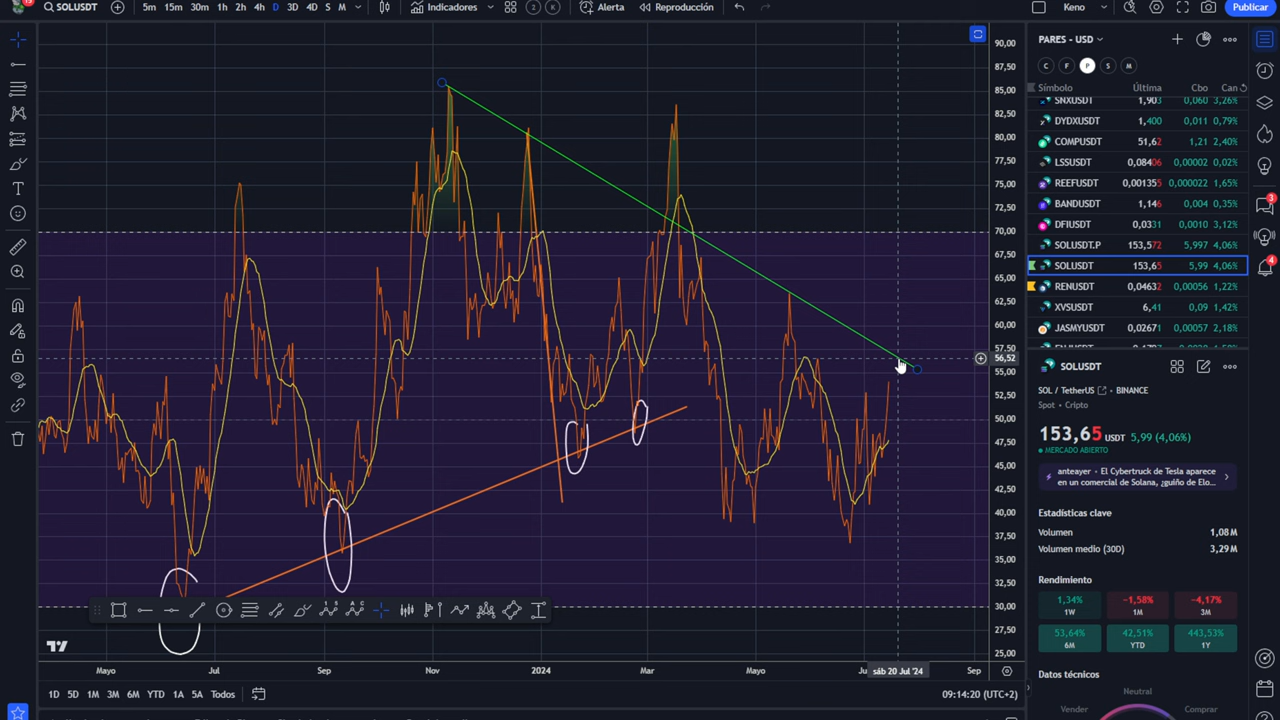 13
SOLUSDT
5m 15m 30m 1h 2h 4h D 3D 4D S M
Indicadores
2 K
Alerta
Reproducción
Keno
Publicar
90,00
87,50
85,00
82,50
80,00
77,50
75,00
72,50
70,00
67,50
65,00
62,50
60,00
57,50
56,52
55,00
52,50
50,00
47,50
45,00
42,50
40,00
37,50
35,00
32,50
30,00
27,50
25,00
Mayo Jul Sep Nov 2024 Mar Mayo Ju sáb 20 Jul '24 Sep
1D 5D 1M 3M 6M YTD 1A 5A Todos
09:14:20 (UTC+2)
PARES - USD
C F P S M
Símbolo Última Cbo Can
SNXUSDT 1,903 0,060 3,26%
DYDXUSDT 1,400 0,011 0,79%
COMPUSDT 51,62 1,21 2,40%
LSSUSDT 0,08406 0,00002 0,02%
REEFUSDT 0,001355 0,000022 1,65%
BANDUSDT 1,146 0,004 0,35%
DFIUSDT 0,0331 0,0010 3,12%
SOLUSDT.P 153,572 5,997 4,06%
SOLUSDT 153,65 5,99 4,06%
RENUSDT 0,04632 0,00056 1,22%
XVSUSDT 6,41 0,09 1,42%
JASMYUSDT 0,02671 0,00057 2,18%
SOLUSDT
SOL / TetherUS • BINANCE
Spot • Cripto
153,65 USDT 5,99 (4,06%)
MERCADO ABIERTO
anteayer • El Cybertruck de Tesla aparece
en un comercial de Solana, ¿guiño de Elo...
Estadísticas clave
Volumen 1,08 M
Volumen medio (30D) 3,29 M
Rendimiento
1,34% −1,58% −4,17%
1W 1M 3M
53,64% 42,51% 443,53%
6M YTD 1Y
Datos técnicos
Neutral
Vender Comprar
3
4